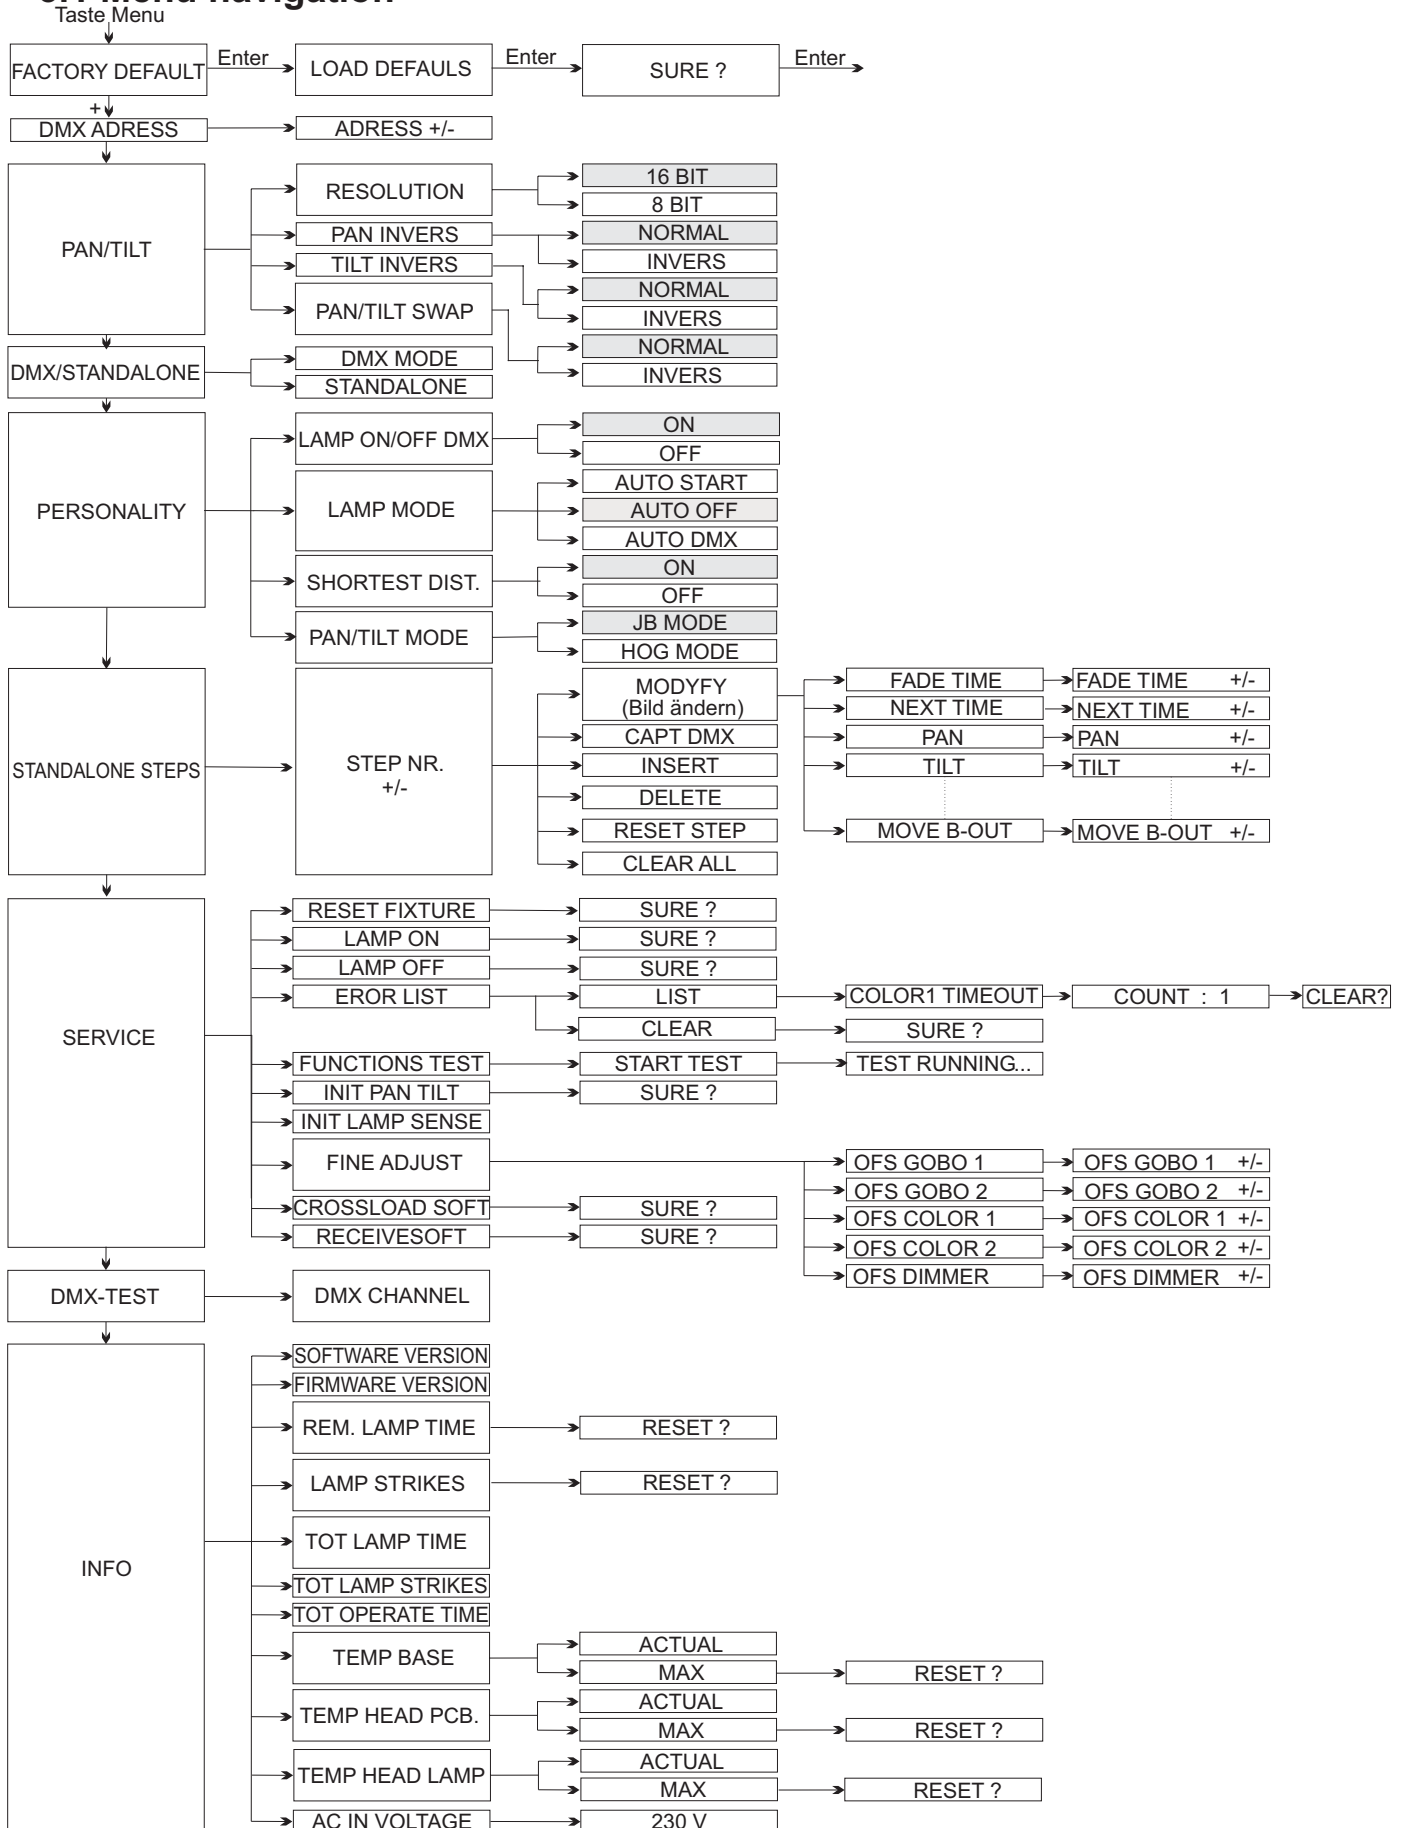 Taste Menu
FACTORY DEFAULT Enter LOAD DEFAULS Enter SURE ? Enter
+
DMX ADRESS ADRESS +/-
PAN/TILT
RESOLUTION
16 BIT
8 BIT
PAN INVERS
NORMAL
INVERS
TILT INVERS
NORMAL
INVERS
PAN/TILT SWAP
NORMAL
INVERS
DMX/STANDALONE
DMX MODE
STANDALONE
PERSONALITY
LAMP ON/OFF DMX
ON
OFF
LAMP MODE
AUTO START
AUTO OFF
AUTO DMX
SHORTEST DIST.
ON
OFF
PAN/TILT MODE
JB MODE
HOG MODE
STANDALONE STEPS
STEP NR.
+/-
MODYFY
(Bild ändern)
FADE TIME FADE TIME +/-
NEXT TIME NEXT TIME +/-
PAN PAN +/-
TILT TILT +/-
MOVE B-OUT MOVE B-OUT +/-
CAPT DMX
INSERT
DELETE
RESET STEP
CLEAR ALL
SERVICE
RESET FIXTURE SURE ?
LAMP ON SURE ?
LAMP OFF SURE ?
EROR LIST LIST COLOR1 TIMEOUT COUNT : 1 CLEAR?
CLEAR SURE ?
FUNCTIONS TEST START TEST TEST RUNNING...
INIT PAN TILT SURE ?
INIT LAMP SENSE
FINE ADJUST
OFS GOBO 1 OFS GOBO 1 +/-
OFS GOBO 2 OFS GOBO 2 +/-
OFS COLOR 1 OFS COLOR 1 +/-
OFS COLOR 2 OFS COLOR 2 +/-
OFS DIMMER OFS DIMMER +/-
CROSSLOAD SOFT SURE ?
RECEIVESOFT SURE ?
DMX-TEST DMX CHANNEL
INFO
SOFTWARE VERSION
FIRMWARE VERSION
REM. LAMP TIME RESET ?
LAMP STRIKES RESET ?
TOT LAMP TIME
TOT LAMP STRIKES
TOT OPERATE TIME
TEMP BASE
ACTUAL
MAX RESET ?
TEMP HEAD PCB.
ACTUAL
MAX RESET ?
TEMP HEAD LAMP
ACTUAL
MAX RESET ?
AC IN VOLTAGE 230 V